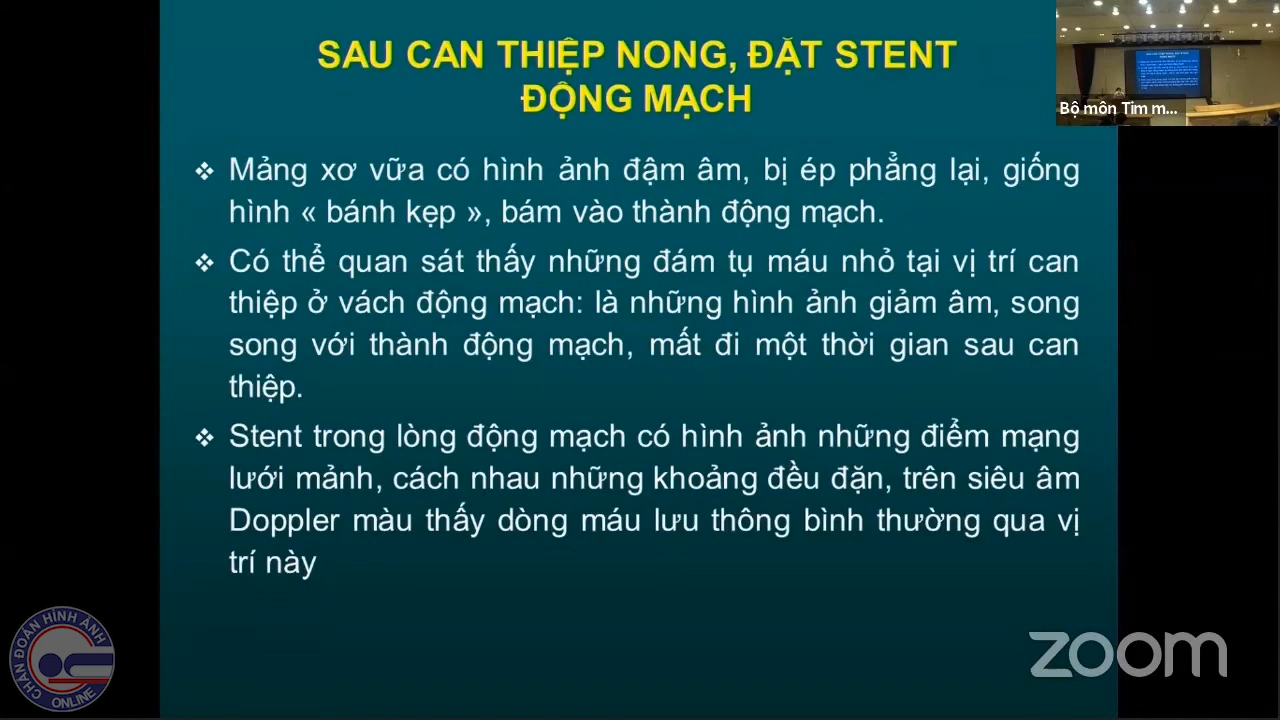 SAU CAN THIỆP NONG, ĐẶT STENT
ĐỘNG MẠCH
Bộ môn Tim m...
❖ Mảng xơ vữa có hình ảnh đậm âm, bị ép phẳng lại, giống
hình « bánh kẹp », bám vào thành động mạch.
❖ Có thể quan sát thấy những đám tụ máu nhỏ tại vị trí can
thiệp ở vách động mạch: là những hình ảnh giảm âm, song
song với thành động mạch, mất đi một thời gian sau can
thiệp.
❖ Stent trong lòng động mạch có hình ảnh những điểm mạng
lưới mảnh, cách nhau những khoảng đều đặn, trên siêu âm
Doppler màu thấy dòng máu lưu thông bình thường qua vị
trí này
CHẨN ĐOÁN HÌNH ẢNH
ONLINE
zoom